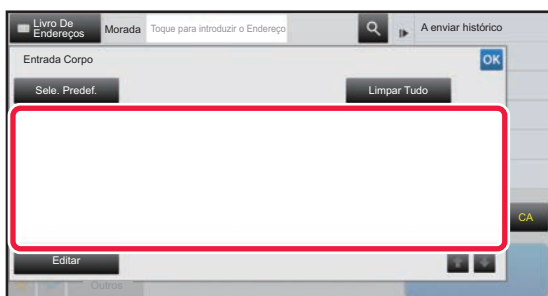 Livro De
Endereços
Morada
Toque para introduzir o Endereço
A enviar histórico
Entrada Corpo
OK
Sele. Predef.
Limpar Tudo
CA
Editar
Outros